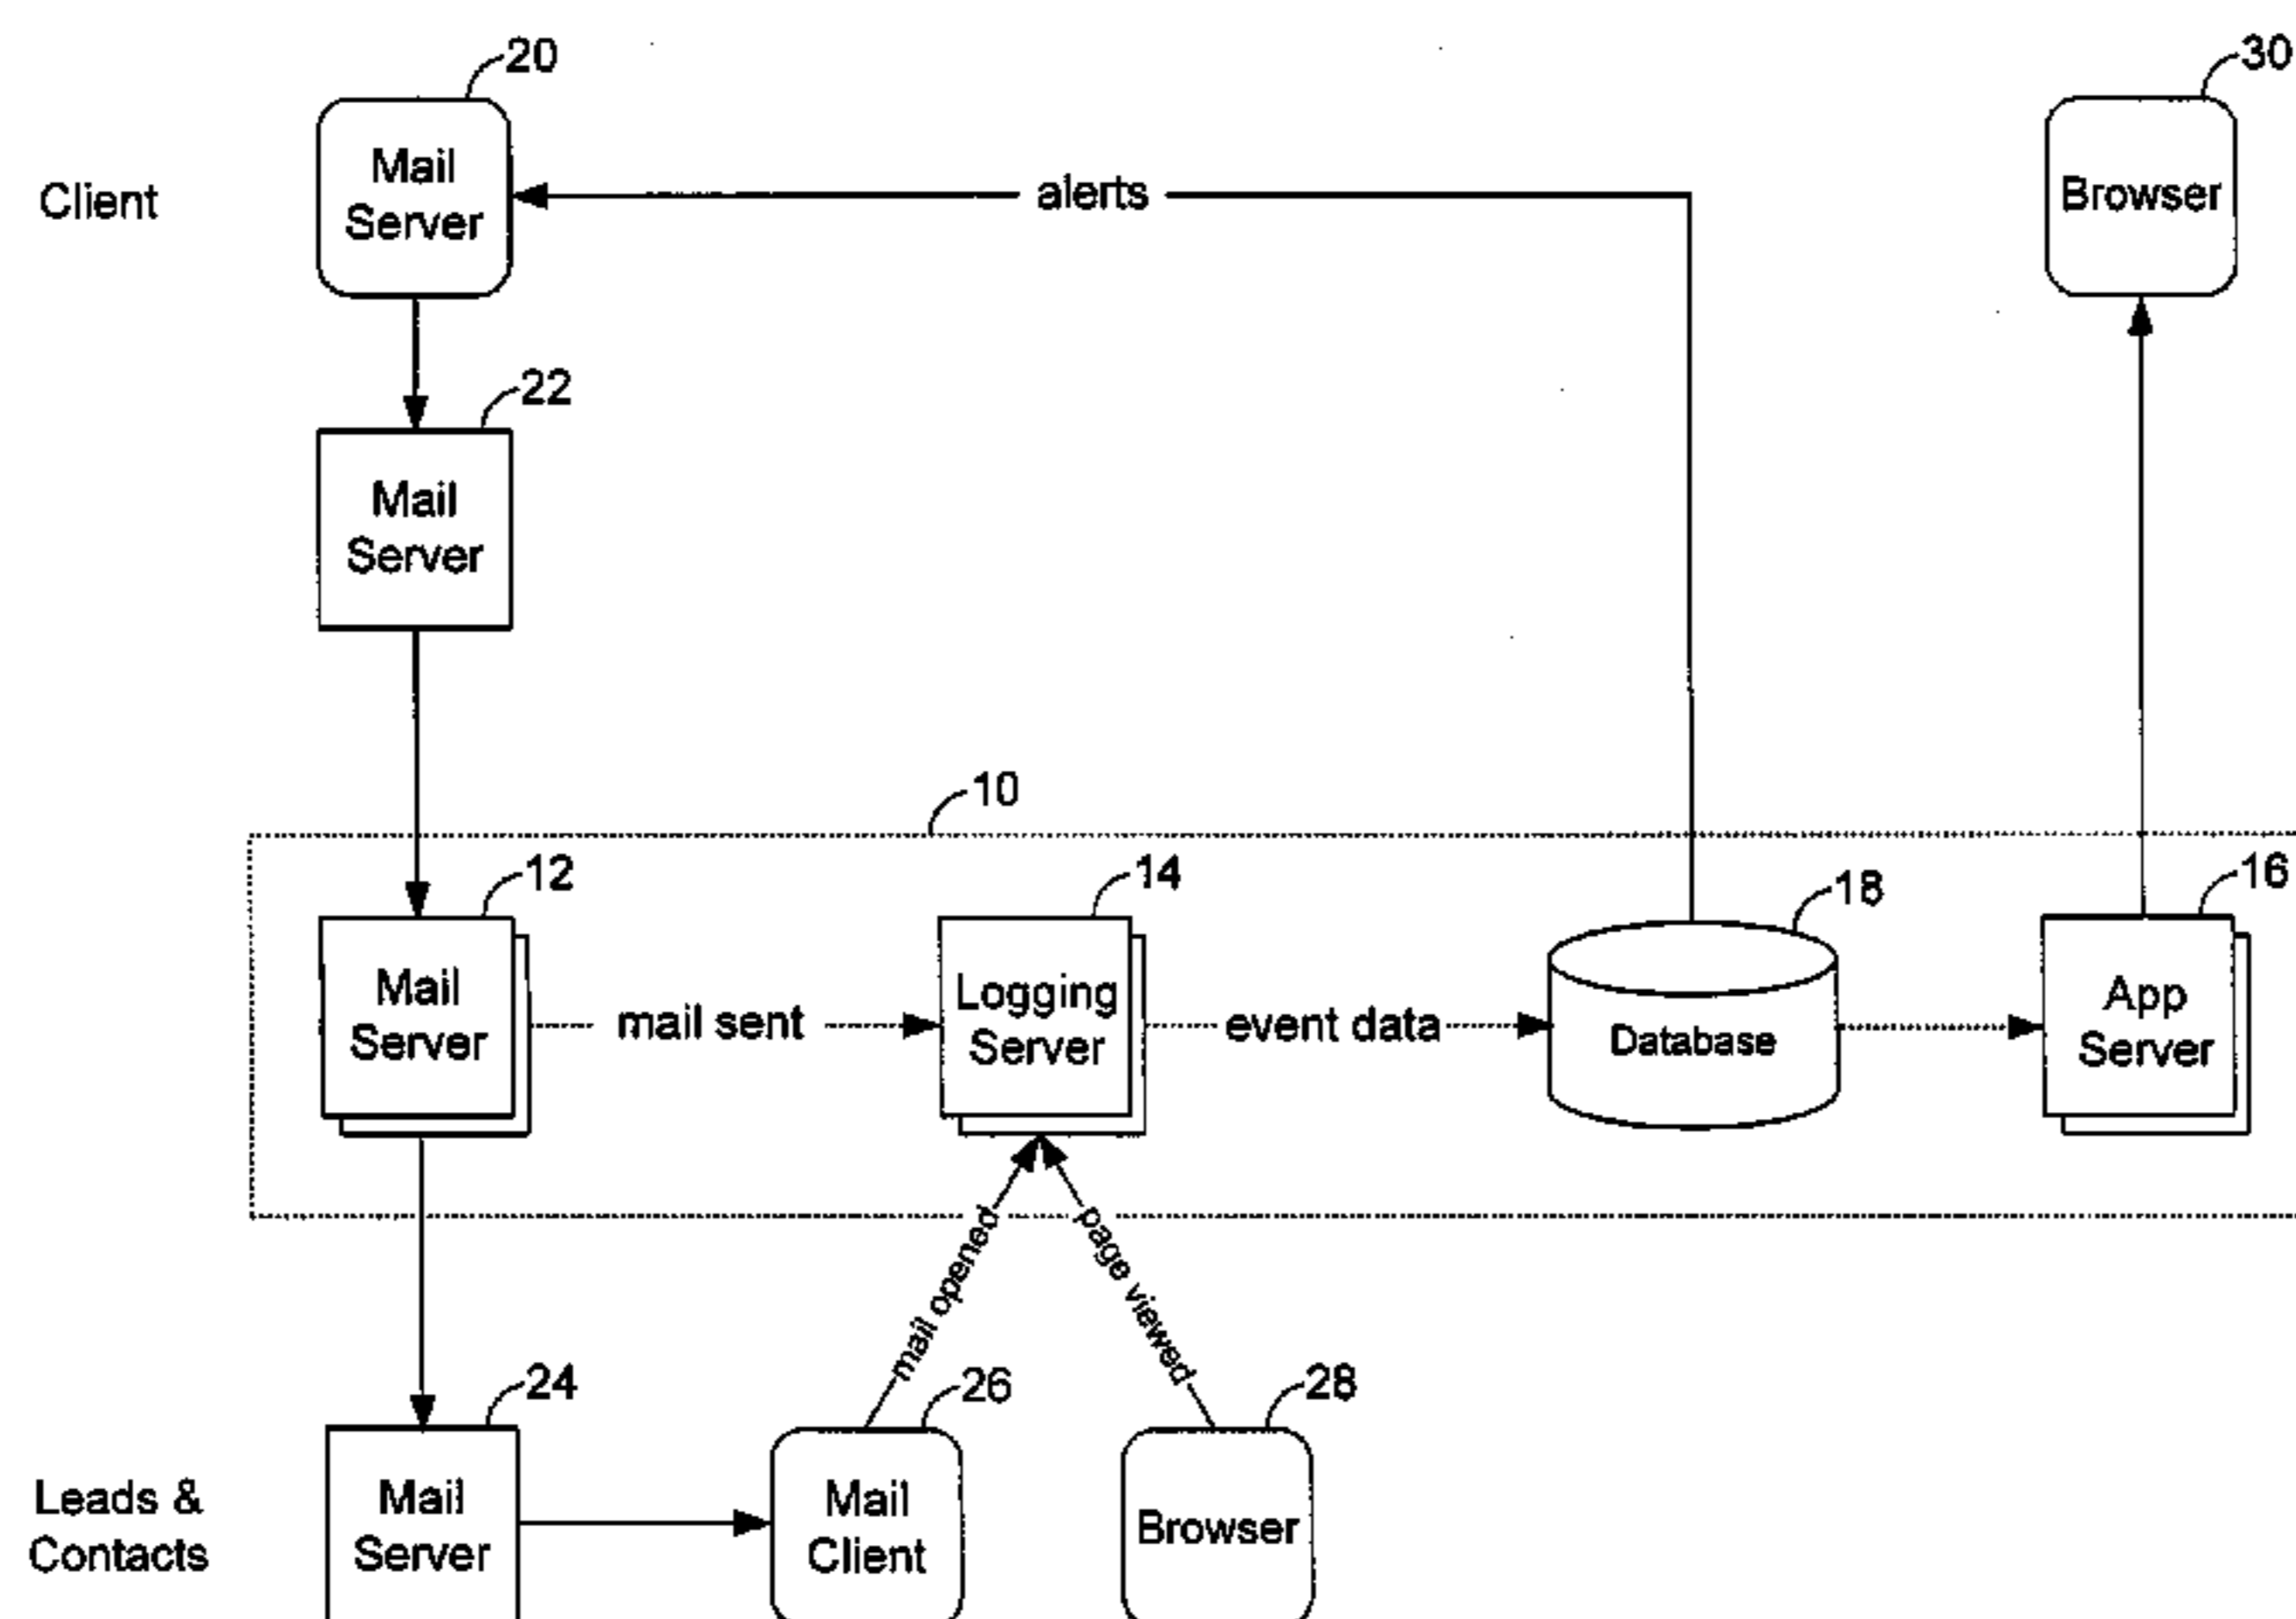 20
30
Mail
Server
Client
alerts
Browser
22
Mail
Server
10
12
14
18
16
Mail
Server
mail sent
Logging
Server
event data
Database
App
Server
mail opened
page viewed
24
26
28
Leads &
Contacts
Mail
Server
Mail
Client
Browser